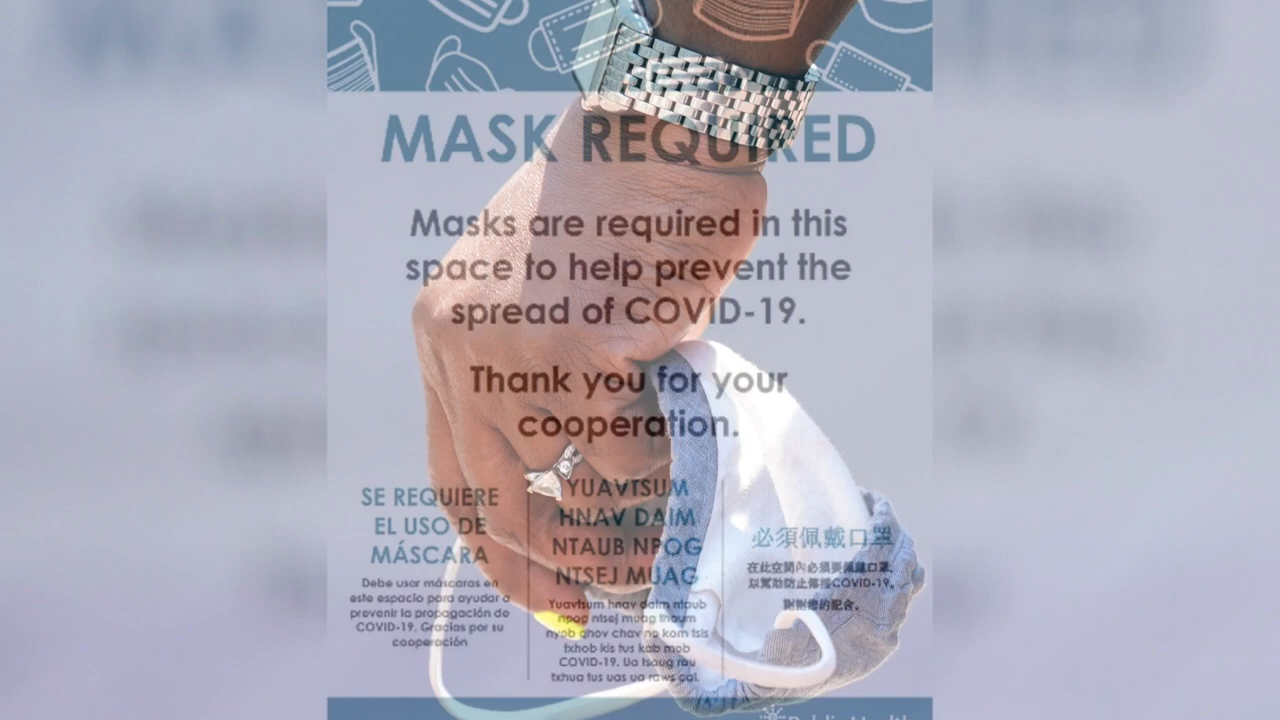 MASK REQUIRED
Masks are required in this
space to help prevent the
spread of COVID-19.
Thank you for your
cooperation.
SE REQUIERE
EL USO DE
MÁSCARA
Debe usar máscaras en
este espacio para ayudar a
prevenir la propagación de
COVID-19. Gracias por su
cooperación
YUAVTSUM
HNAV DAIM
NTAUB NPOG
NTSEJ MUAG
Yuavtsum hnav daim ntaub
npog ntsej muag thaum
nyob qhov chav no kom tsis
txhob kis tus kab mob
COVID-19. Ua tsaug rau
txhua tus uas ua raws cai.
必須佩戴口罩
在此空間內必須要佩戴口罩,
以幫助防止傳播COVID-19。
謝謝您的配合。
Public Health